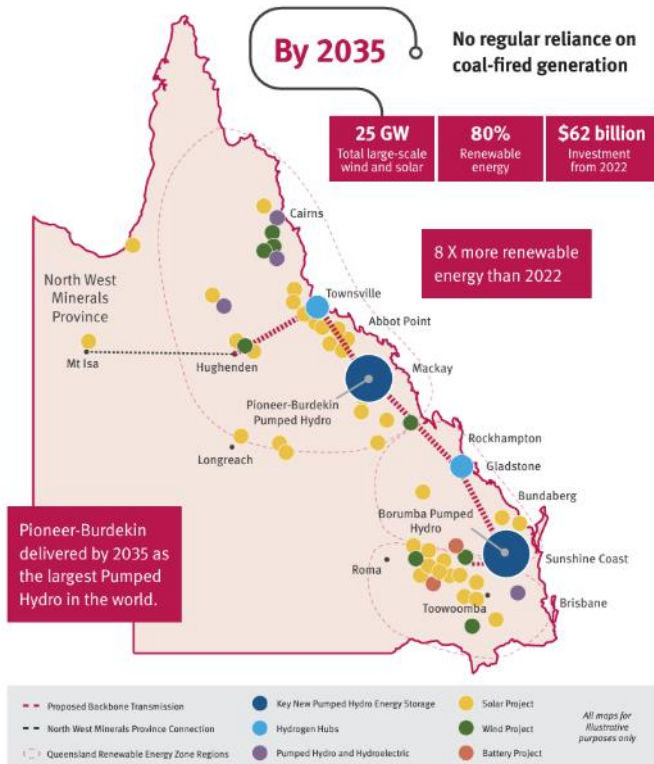 By 2035
No regular reliance on
coal-fired generation
25 GW
Total large-scale
wind and solar
80%
Renewable
energy
$62 billion
Investment
from 2022
8 X more renewable
energy than 2022
Cairns
North West
Minerals
Province
Townsville
Abbot Point
Mt Isa
Hughenden
Mackay
Pioneer-Burdekin
Pumped Hydro
Longreach
Rockhampton
Gladstone
Bundaberg
Borumba Pumped
Hydro
Pioneer-Burdekin
delivered by 2035 as
the largest Pumped
Hydro in the world.
Roma
Sunshine Coast
Toowoomba
Brisbane
Proposed Backbone Transmission
North West Minerals Province Connection
Queensland Renewable Energy Zone Regions
Key New Pumped Hydro Energy Storage
Hydrogen Hubs
Pumped Hydro and Hydroelectric
Solar Project
Wind Project
Battery Project
All maps for
illustrative
purposes only